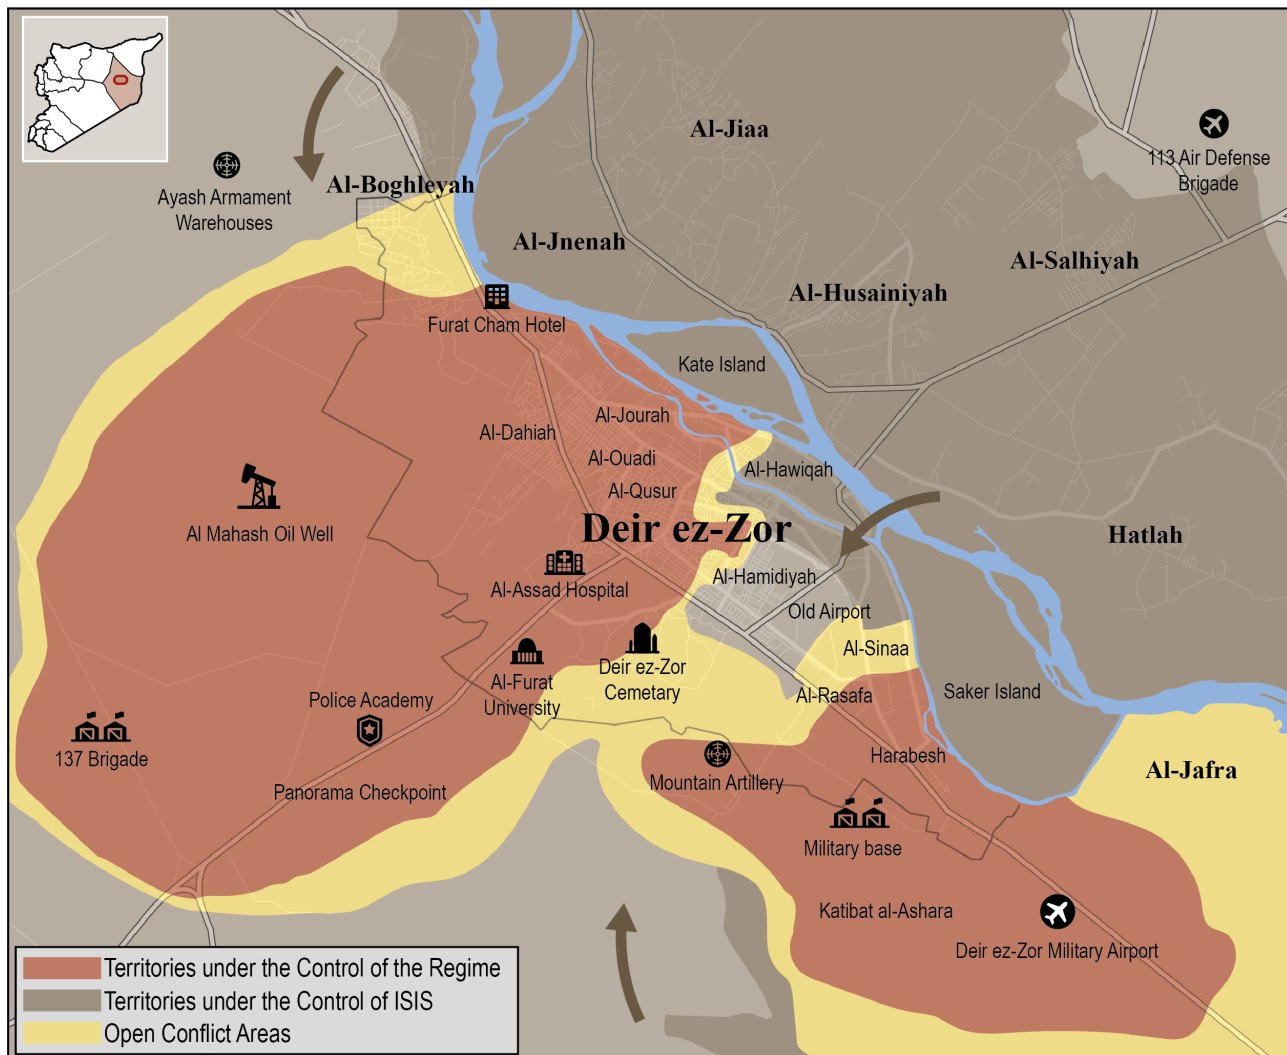 Al-Jiaa
113 Air Defense
Brigade
Ayash Armament
Warehouses
Al-Boghleyah
Al-Jnenah
Al-Salhiyah
Al-Husainiyah
Furat Cham Hotel
Kate Island
Al-Jourah
Al-Dahiah
Al-Ouadi
Al-Hawiqah
Al-Qusur
Deir ez-Zor
Al Mahash Oil Well
Hatlah
Al-Assad Hospital
Al-Hamidiyah
Old Airport
Al-Sinaa
Deir ez-Zor
Cemetary
Al-Furat
University
Al-Rasafa
Saker Island
Police Academy
137 Brigade
Harabesh
Al-Jafra
Mountain Artillery
Panorama Checkpoint
Military base
Katibat al-Ashara
Deir ez-Zor Military Airport
Territories under the Control of the Regime
Territories under the Control of ISIS
Open Conflict Areas